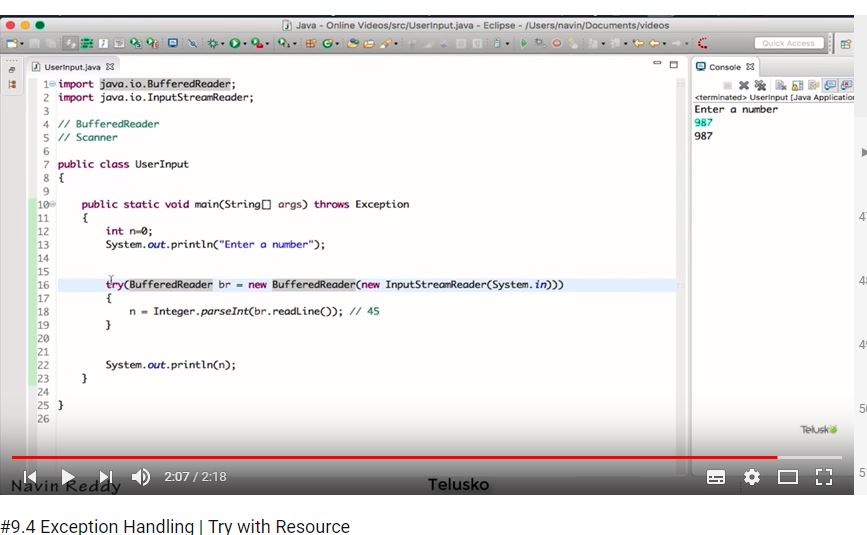 Java - Online Videos/src/UserInput.java - Eclipse - /Users/navin/Documents/videos
Quick Access
UserInput.java
Console
<terminated> UserInput [Java Application
Enter a number
987
987
1 import java.io.BufferedReader;
2 import java.io.InputStreamReader;
3
4 // BufferedReader
5 // Scanner
6
7 public class UserInput
8 {
9
10 public static void main(String[] args) throws Exception
11 {
12 int n=0;
13 System.out.println("Enter a number");
14
15
16 try(BufferedReader br = new BufferedReader(new InputStreamReader(System.in)))
17 {
18 n = Integer.parseInt(br.readLine()); // 45
19 }
20
21
22 System.out.println(n);
23 }
24
25 }
26
Telusko
2:07 / 2:18
Navin Reddy
Telusko
#9.4 Exception Handling | Try with Resource